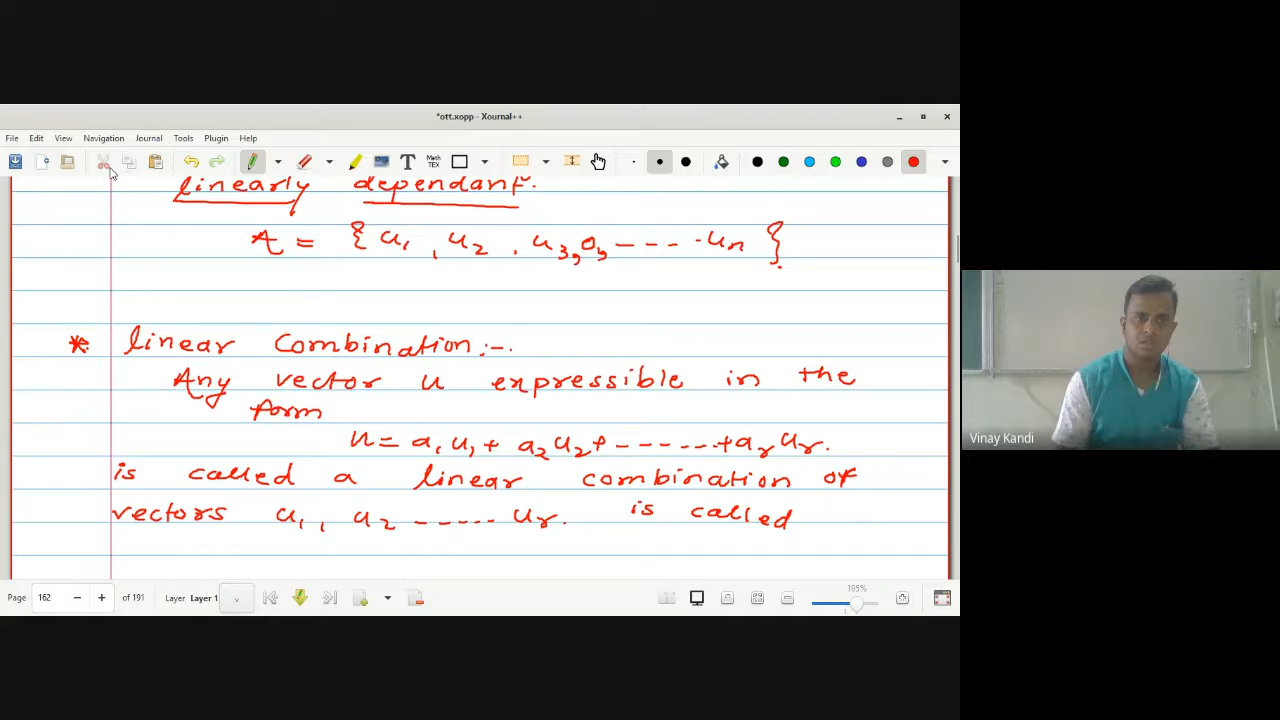 *ott.xopp - Xournal++
File Edit View Navigation Journal Tools Plugin Help
linearly dependant.
A = { u1 , u2 , u3, 0, ---- . un }
* linear combination :-.
Any vector u expressible in the
form
u = a1 u1 + a2 u2 + ------.. + ar ur.
is called a linear combination of
vectors u1, u2 ------ ur. is called
Vinay Kandi
Page 162 of 191 Layer Layer 1 195%